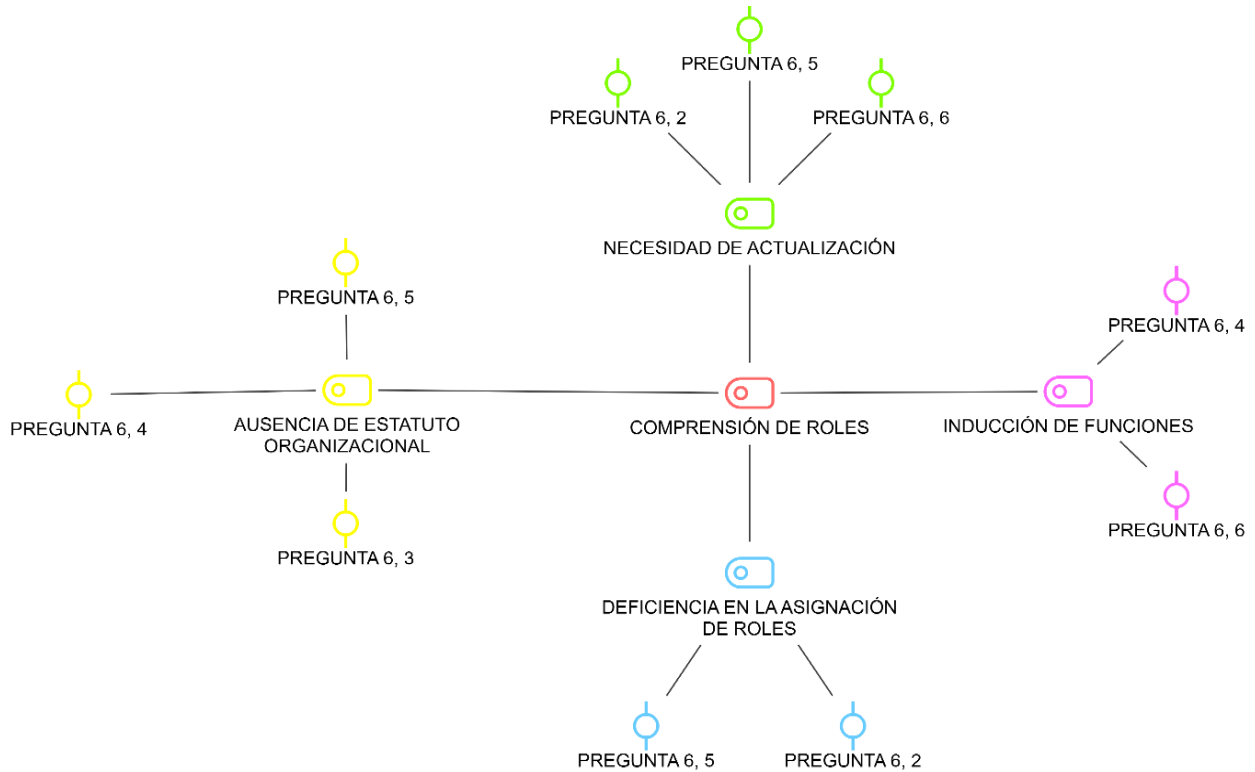 PREGUNTA 6, 5
PREGUNTA 6, 2
PREGUNTA 6, 6
NECESIDAD DE ACTUALIZACIÓN
PREGUNTA 6, 5
PREGUNTA 6, 4
PREGUNTA 6, 4
AUSENCIA DE ESTATUTO
ORGANIZACIONAL
COMPRENSIÓN DE ROLES
INDUCCIÓN DE FUNCIONES
PREGUNTA 6, 3
PREGUNTA 6, 6
DEFICIENCIA EN LA ASIGNACIÓN
DE ROLES
PREGUNTA 6, 5
PREGUNTA 6, 2